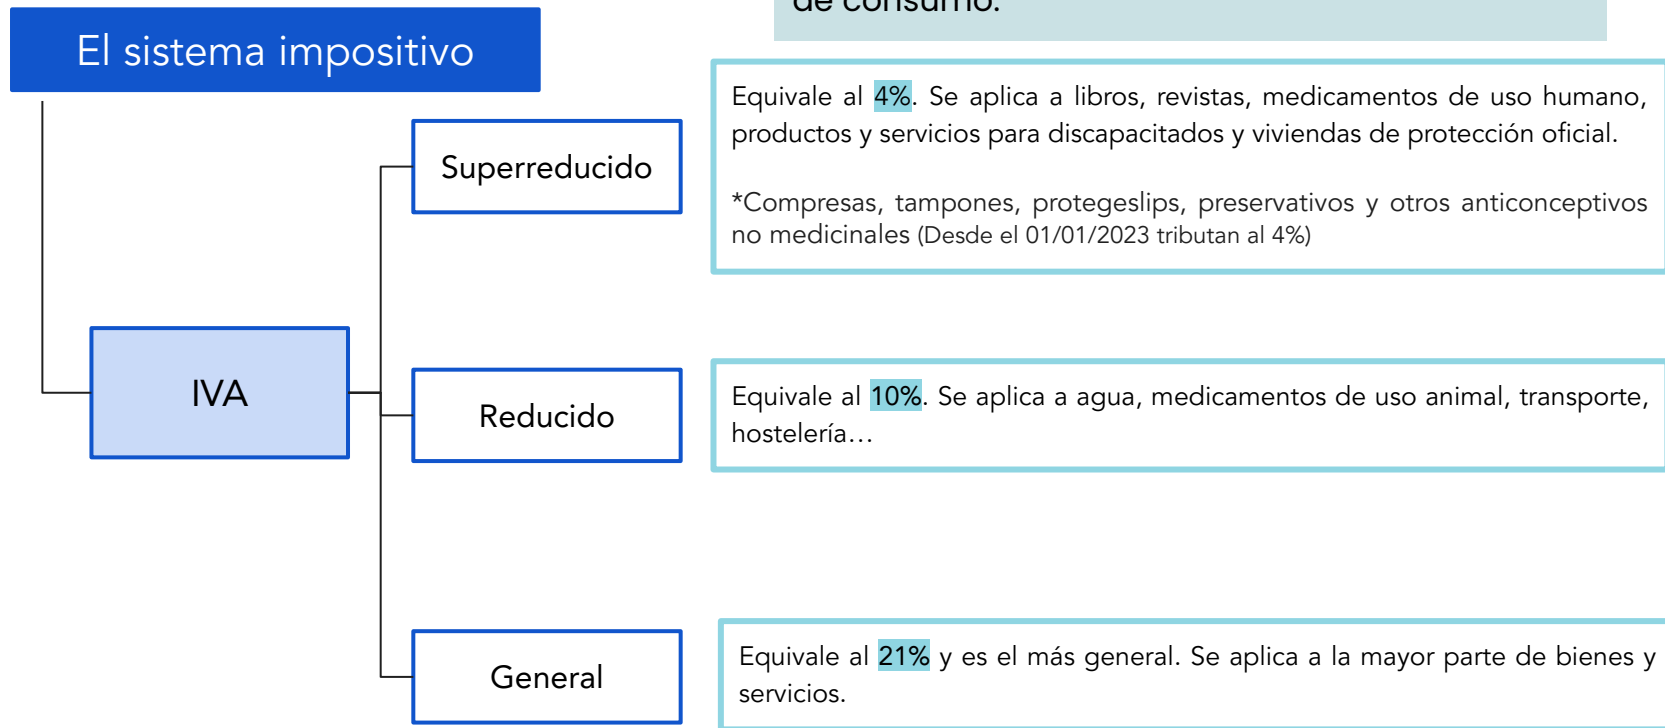 de consumo.
El sistema impositivo
Equivale al 4%. Se aplica a libros, revistas, medicamentos de uso humano,
productos y servicios para discapacitados y viviendas de protección oficial.
Superreducido
*Compresas, tampones, protegeslips, preservativos y otros anticonceptivos
no medicinales (Desde el 01/01/2023 tributan al 4%)
IVA
Reducido
Equivale al 10%. Se aplica a agua, medicamentos de uso animal, transporte,
hostelería…
General
Equivale al 21% y es el más general. Se aplica a la mayor parte de bienes y
servicios.